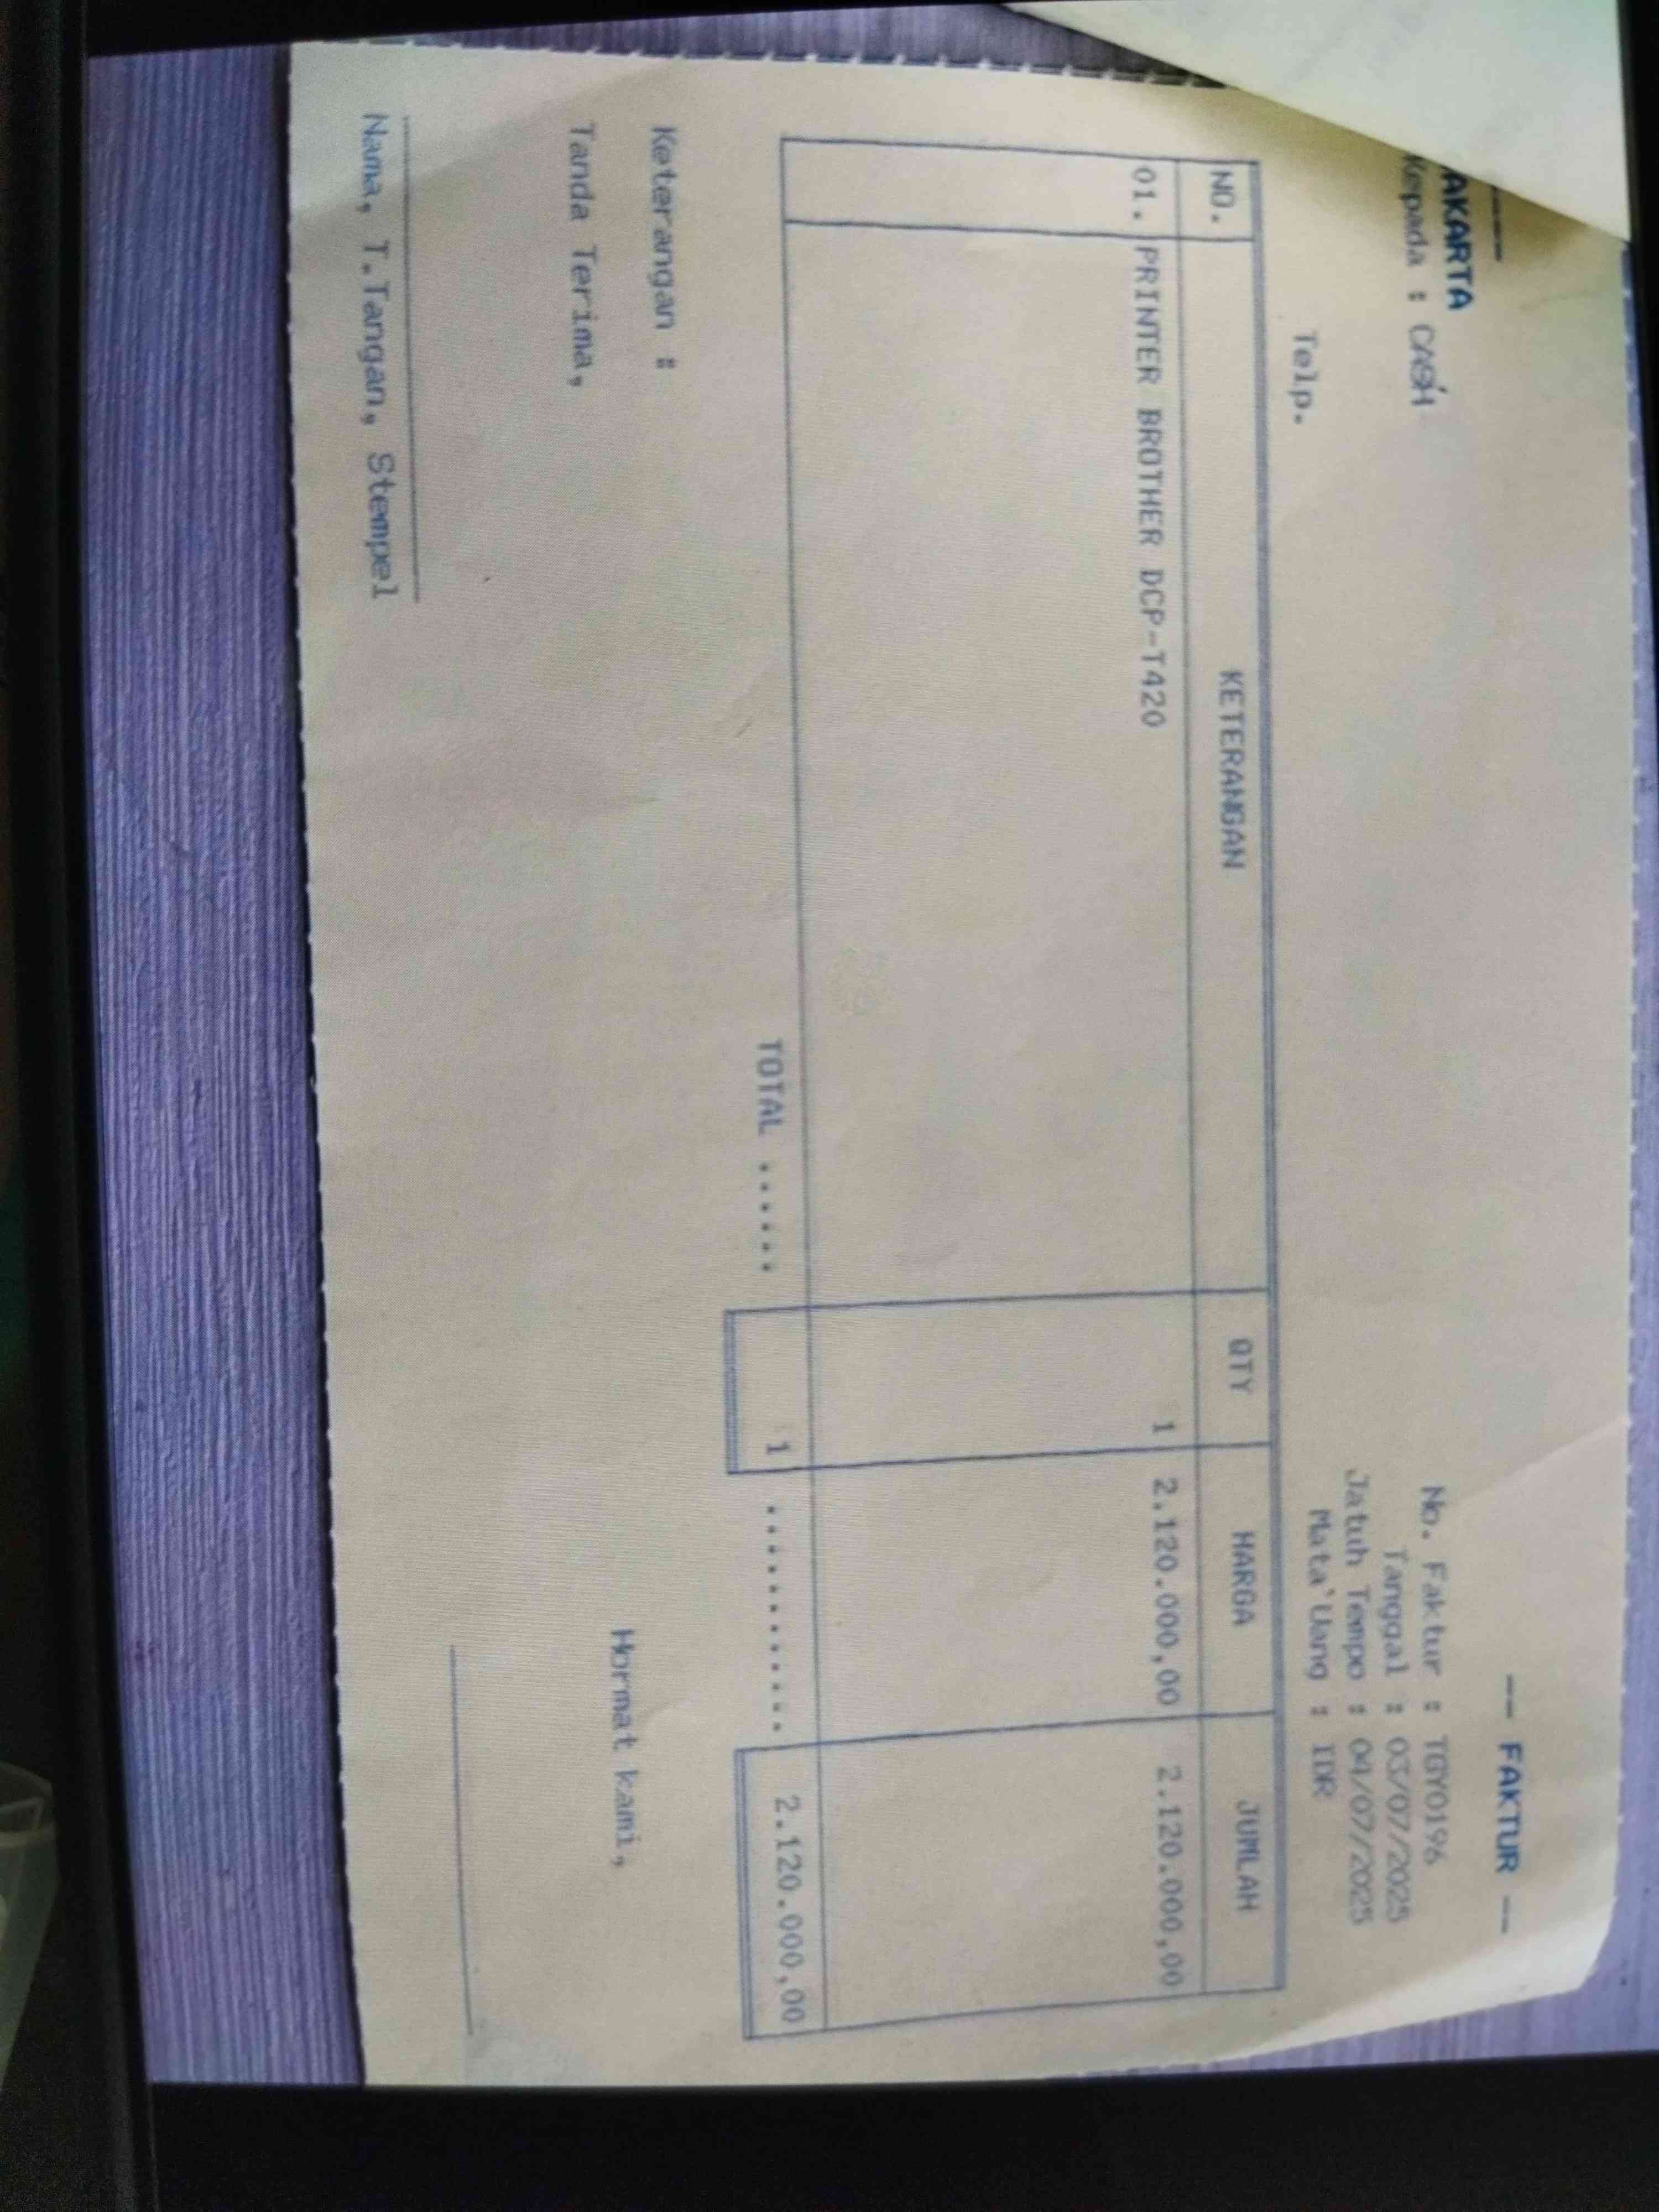 — FAKTUR —
AKARTA
Kepada : CASH
No. Faktur : TGY0196
Tanggal : 03/07/2025
Jatuh Tempo : 04/07/2025
Telp.
Mata Uang : IDR
NO. KETERANGAN QTY HARGA JUMLAH
01. PRINTER BROTHER DCP-T420 1 2.120.000,00 2.120.000,00
TOTAL ...... 1 ............ 2.120.000,00
Keterangan :
Tanda Terima, Hormat kami,
Nama, T.Tangan, Stempel